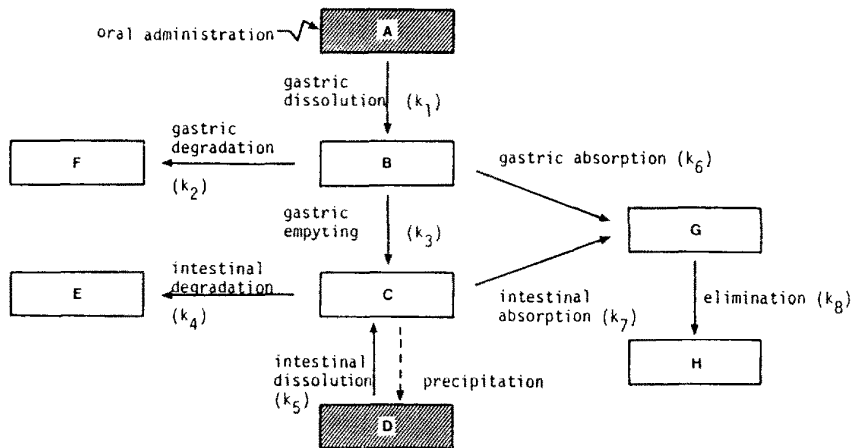 oral administration
A
gastric
dissolution (k1)
gastric
degradation
F
B
gastric absorption (k6)
(k2)
gastric
empyting (k3)
G
intestinal
degradation
E
C
intestinal
absorption (k7)
elimination (k8)
(k4)
intestinal
dissolution
(k5)
precipitation
H
D